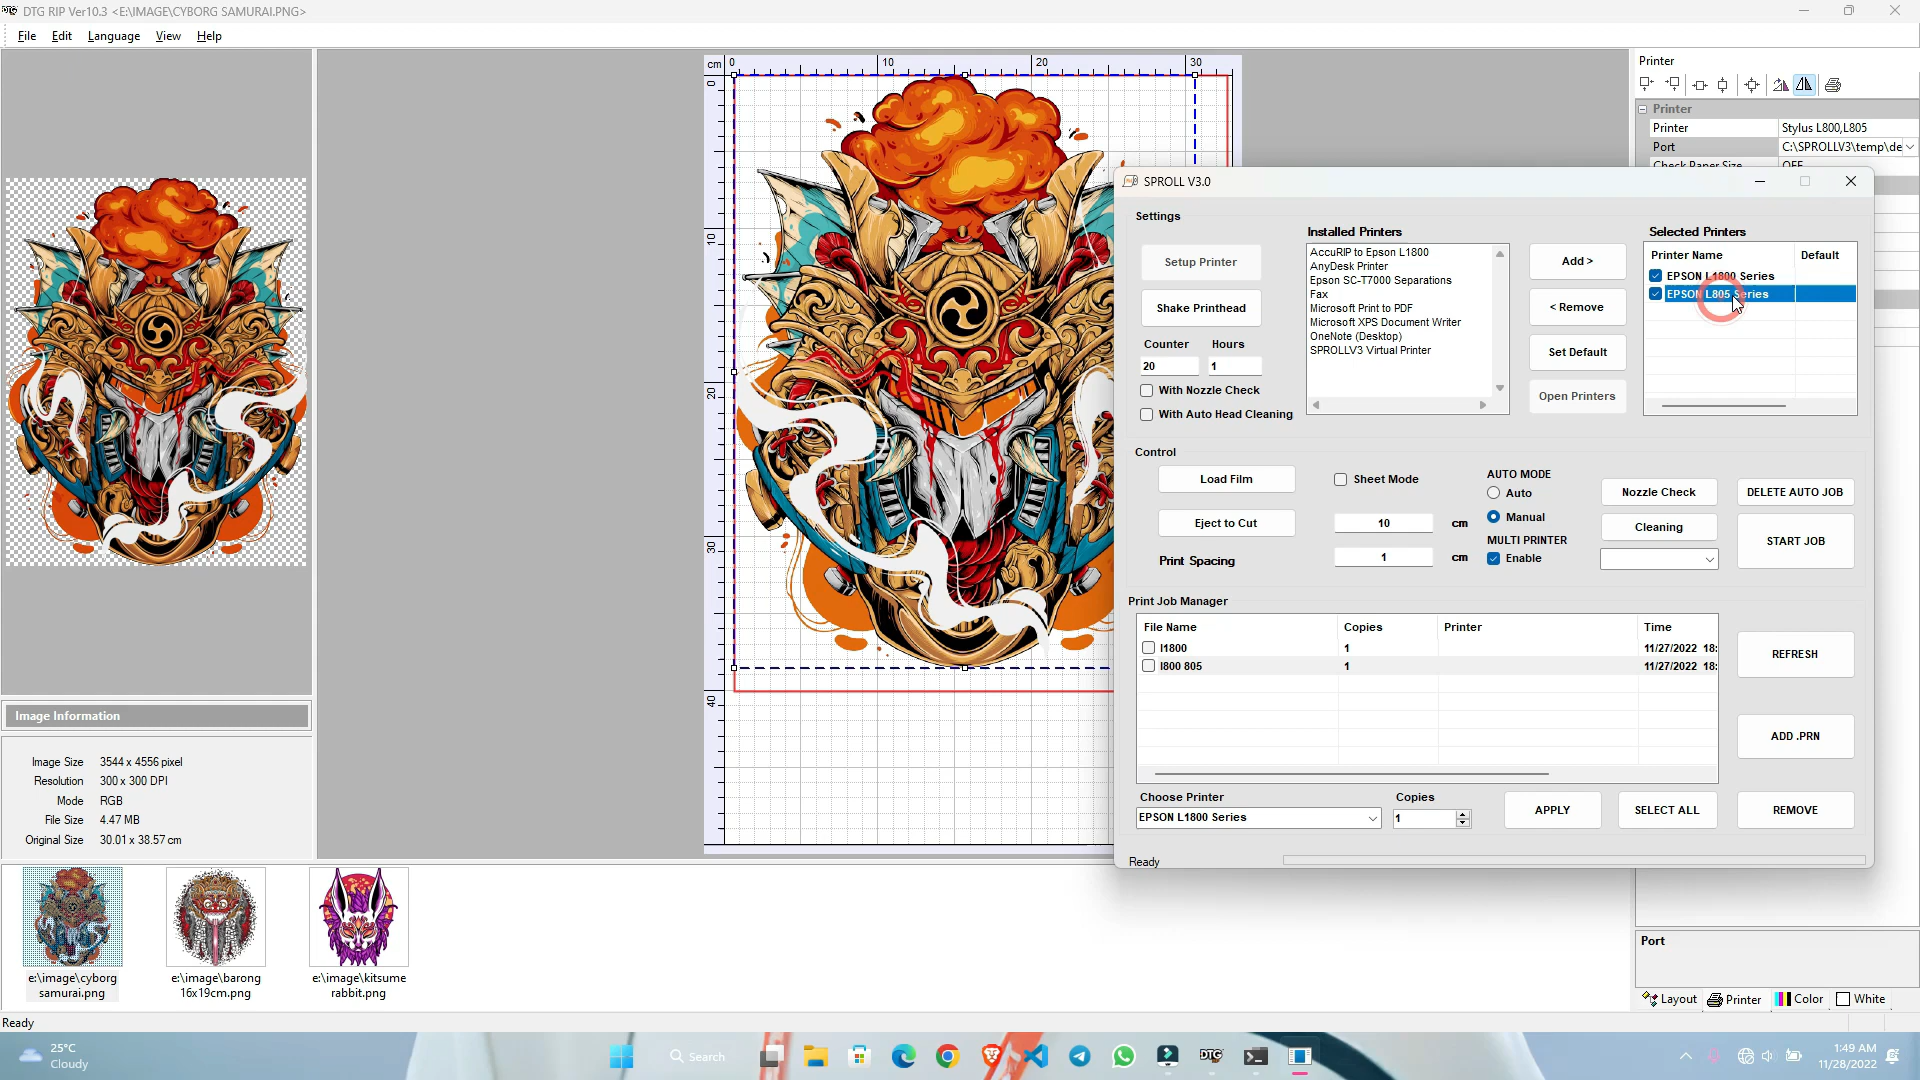 DTG RIP Ver10.3 <E:\IMAGE\CYBORG SAMURAI.PNG>
File Edit Language View Help
cm 0 10 20 30
0
10
20
30
40
Image Information
Image Size 3544 x 4556 pixel
Resolution 300 x 300 DPI
Mode RGB
File Size 4.47 MB
Original Size 30.01 x 38.57 cm
e:\image\cyborg samurai.png
e:\image\barong 16x19cm.png
e:\image\kitsume rabbit.png
Ready
Printer
Printer
Printer Stylus L800,L805
Port C:\SPROLLV3\temp\de
SPROLL V3.0
Settings
Setup Printer
Shake Printhead
Counter Hours
20 1
With Nozzle Check
With Auto Head Cleaning
Installed Printers
AccuRIP to Epson L1800
AnyDesk Printer
Epson SC-T7000 Separations
Fax
Microsoft Print to PDF
Microsoft XPS Document Writer
OneNote (Desktop)
SPROLLV3 Virtual Printer
Add >
< Remove
Set Default
Open Printers
Selected Printers
Printer Name Default
EPSON L1800 Series
EPSON L805 Series
Control
Load Film
Eject to Cut
Print Spacing
Sheet Mode
10 cm
1 cm
AUTO MODE
Auto
Manual
MULTI PRINTER
Enable
Nozzle Check
Cleaning
DELETE AUTO JOB
START JOB
Print Job Manager
File Name Copies Printer Time
l1800 1 11/27/2022 18:
l800 805 1 11/27/2022 18:
REFRESH
ADD .PRN
Choose Printer Copies
EPSON L1800 Series 1
APPLY
SELECT ALL
REMOVE
Ready
Port
Layout Printer Color White
25°C
Cloudy
Search
DTG
1:49 AM
11/28/2022